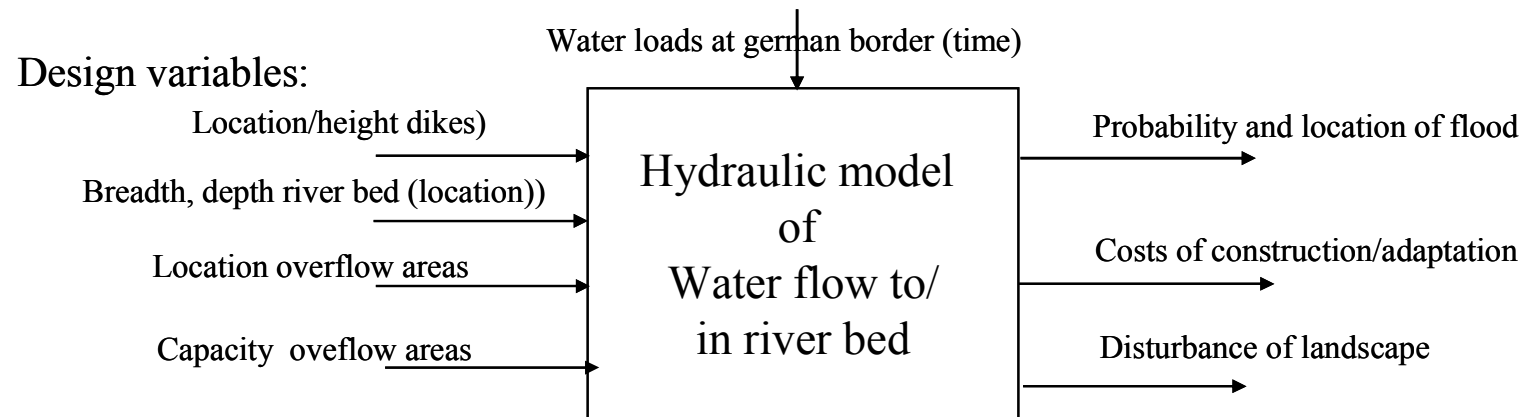 Water loads at german border (time)
Design variables:
Location/height dikes)
Breadth, depth river bed (location))
Location overflow areas
Capacity  oveflow areas
Hydraulic model
of
Water flow to/
in river bed
Probability and location of flood
Costs of construction/adaptation
Disturbance of landscape